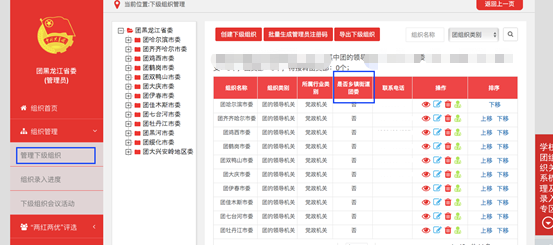 当前位置:下级组织管理
返回上一页
团黑龙江省委
(管理员)
组织首页
组织管理
管理下级组织
组织录入进度
下级组织会议活动
"两红两优"评选
团黑龙江省委
团哈尔滨市委
团齐齐哈尔市委
团鸡西市委
团鹤岗市委
团双鸭山市委
团大庆市委
团伊春市委
团佳木斯市委
团七台河市委
团牡丹江市委
团黑河市委
团绥化市委
团大兴安岭地区委
创建下级组织 批量生成管理员注册码 导出下级组织 组织名称 团组织类别
中团的领导
0个;
组织名称 组织类别 所属行业类别 是否乡镇街道团委 联系电话 操作 排序
团哈尔滨市委 团的领导机关 党政机关 否 下移
团齐齐哈尔市委 团的领导机关 党政机关 否 上移 下移
团鸡西市委 团的领导机关 党政机关 否 上移 下移
团鹤岗市委 团的领导机关 党政机关 否 上移 下移
团双鸭山市委 团的领导机关 党政机关 否 上移 下移
团大庆市委 团的领导机关 党政机关 否 上移 下移
团伊春市委 团的领导机关 党政机关 否 上移 下移
团佳木斯市委 团的领导机关 党政机关 否 上移 下移
团七台河市委 团的领导机关 党政机关 否 上移 下移
团牡丹江市委 团的领导机关 党政机关 否 上移 下移
学校
团组
织关
系树
理及
录入
专区